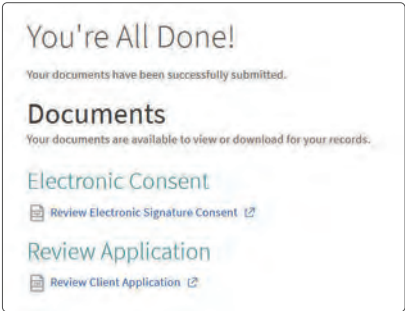 You're All Done!
Your documents have been successfully submitted.
Documents
Your documents are available to view or download for your records.
Electronic Consent
Review Electronic Signature Consent
Review Application
Review Client Application